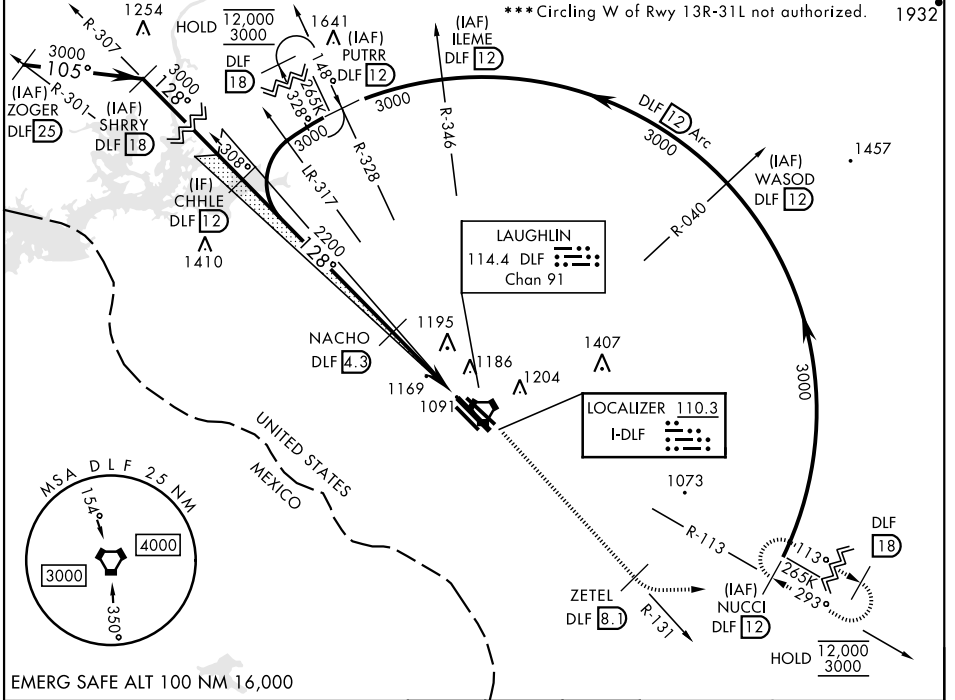 ***Circling W of Rwy 13R-31L not authorized.
1932
1254
R-307
HOLD 12,000
3000
1641
(IAF)
PUTRR
DLF 12
(IAF)
ILEME
DLF 12
3000
105°
(IAF)
ZOGER
DLF 25
R-301
3000
128°
(IAF)
SHRRY
DLF 18
DLF
18
148°
265K
328°
3000
3000
R-328
R-346
LR-317
308°
DLF 12 Arc
3000
1457
(IAF)
WASOD
DLF 12
R-040
(IF)
CHHLE
DLF 12
1410
2200
128°
LAUGHLIN
114.4 DLF
Chan 91
NACHO
DLF 4.3
1195
1186
1204
1407
1169
1091
3000
LOCALIZER 110.3
I-DLF
UNITED STATES
MEXICO
1073
MSA DLF 25 NM
154°
4000
3000
350°
R-113
DLF
18
113°
265K
293°
(IAF)
NUCCI
DLF 12
ZETEL
DLF 8.1
R-131
HOLD 12,000
3000
EMERG SAFE ALT 100 NM 16,000